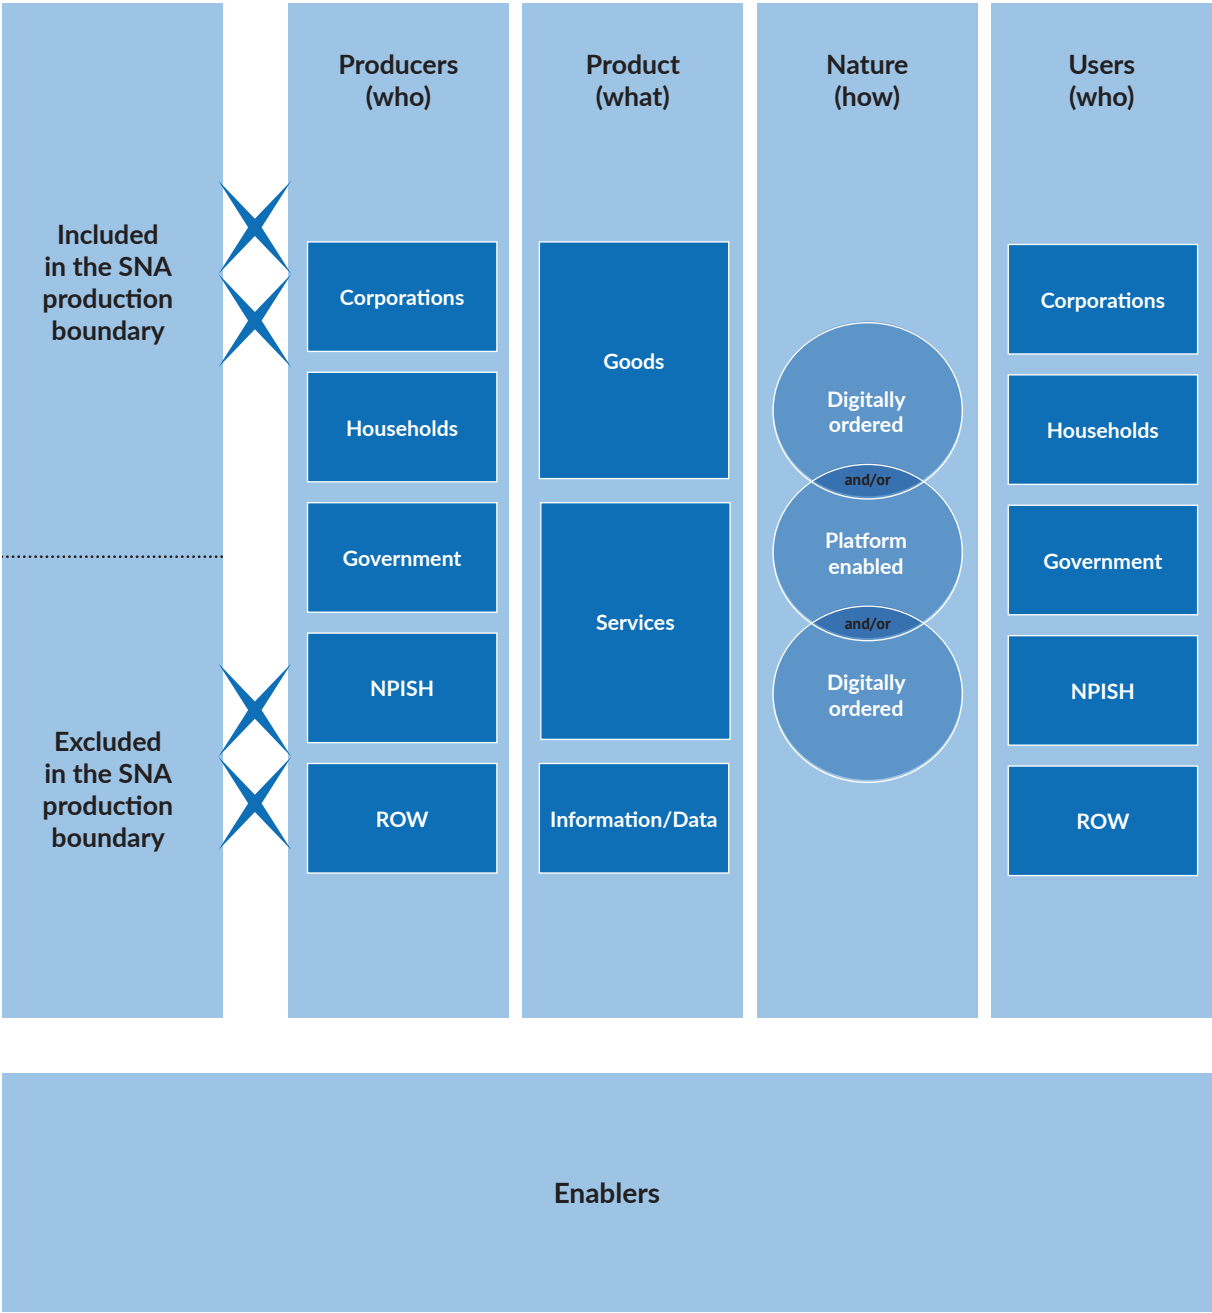 Included
in the SNA
production
boundary
Excluded
in the SNA
production
boundary
Producers
(who)
Corporations
Households
Government
NPISH
ROW
Product
(what)
Goods
Services
Information/Data
Nature
(how)
Digitally
ordered
and/or
Platform
enabled
and/or
Digitally
ordered
Users
(who)
Corporations
Households
Government
NPISH
ROW
Enablers